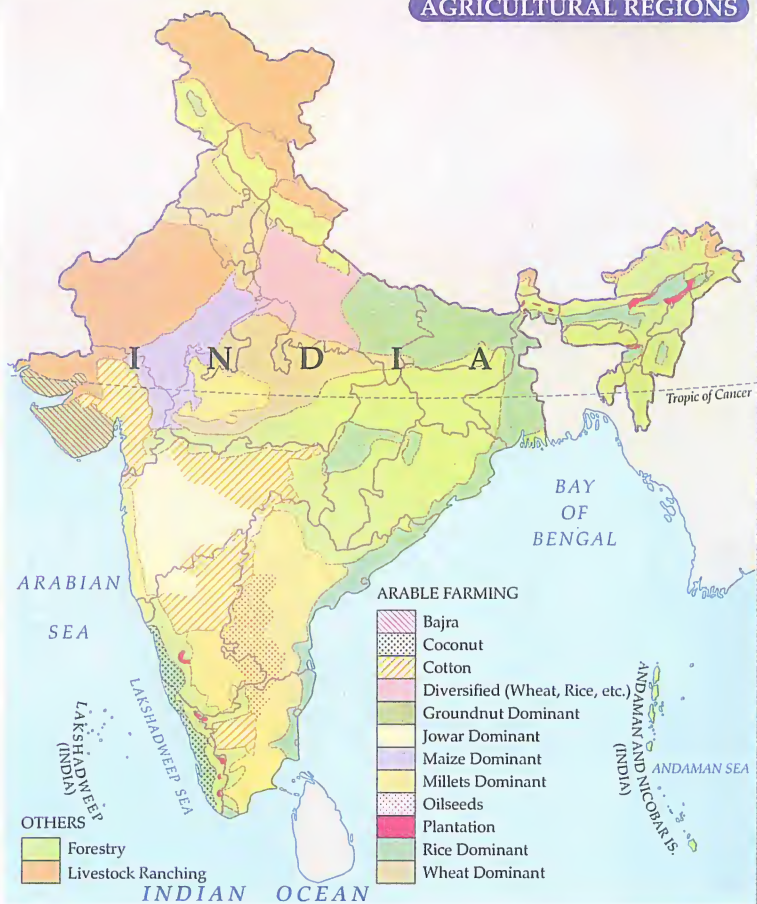 AGRICULTURAL REGIONS
I N D I A
Tropic of Cancer
BAY
OF
BENGAL
ARABIAN
SEA
LAKSHADWEEP SEA
LAKSHADWEEP
(INDIA)
ARABLE FARMING
Bajra
Coconut
Cotton
Diversified (Wheat, Rice, etc.)
Groundnut Dominant
Jowar Dominant
Maize Dominant
Millets Dominant
Oilseeds
Plantation
Rice Dominant
Wheat Dominant
ANDAMAN AND NICOBAR IS.
(INDIA)
ANDAMAN SEA
OTHERS
Forestry
Livestock Ranching
INDIAN OCEAN